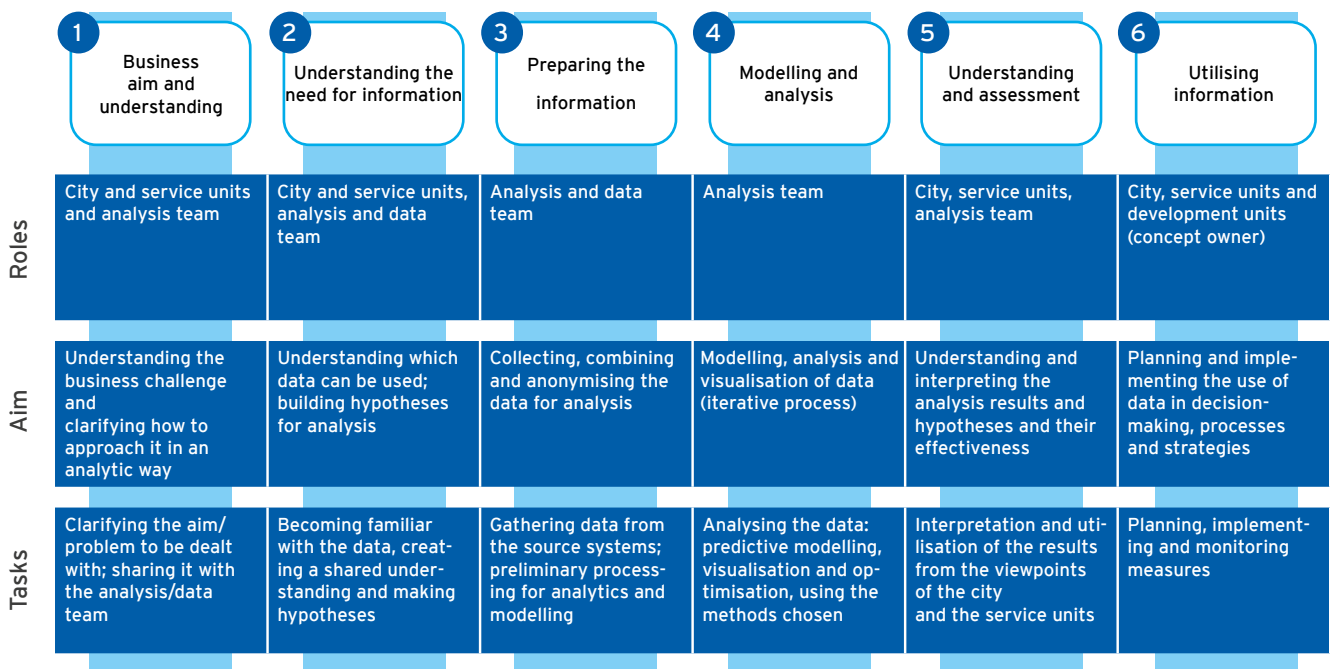 1
Business
aim and
understanding
2
Understanding the
need for information
3
Preparing the
information
4
Modelling and
analysis
5
Understanding
and assessment
6
Utilising
information
Roles
City and service units
and analysis team
City and service units,
analysis and data
team
Analysis and data
team
Analysis team
City, service units,
analysis team
City, service units and
development units
(concept owner)
Aim
Understanding the
business challenge
and
clarifying how to
approach it in an
analytic way
Understanding which
data can be used;
building hypotheses
for analysis
Collecting, combining
and anonymising the
data for analysis
Modelling, analysis and
visualisation of data
(iterative process)
Understanding and
interpreting the
analysis results and
hypotheses and their
effectiveness
Planning and imple-
menting the use of
data in decision-
making, processes
and strategies
Tasks
Clarifying the aim/
problem to be dealt
with; sharing it with
the analysis/data
team
Becoming familiar
with the data, creat-
ing a shared under-
standing and making
hypotheses
Gathering data from
the source systems;
preliminary process-
ing for analytics and
modelling
Analysing the data:
predictive modelling,
visualisation and op-
timisation, using the
methods chosen
Interpretation and uti-
lisation of the results
from the viewpoints
of the city
and the service units
Planning, implement-
ing and monitoring
measures